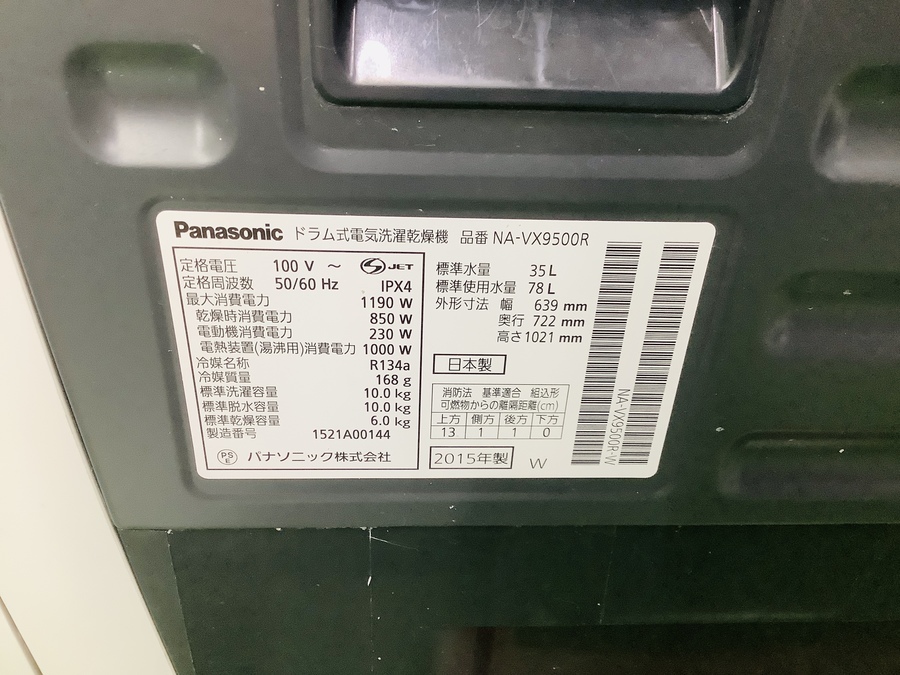 Panasonic ドラム式電気洗濯乾燥機 品番 NA-VX9500R
定格電圧 100 V ～ S JET
定格周波数 50/60 Hz IPX4
最大消費電力 1190 W
乾燥時消費電力 850 W
電動機消費電力 230 W
電熱装置(湯沸用)消費電力 1000 W
冷媒名称 R134a
冷媒質量 168 g
標準洗濯容量 10.0 kg
標準脱水容量 10.0 kg
標準乾燥容量 6.0 kg
製造番号 1521A00144
PS E パナソニック株式会社
標準水量 35 L
標準使用水量 78 L
外形寸法 幅 639 mm
奥行 722 mm
高さ 1021 mm
日本製
消防法 基準適合 組込形
可燃物からの離隔距離(cm)
上方 側方 後方 下方
13 1 1 0
2015年製 W
NA-VX9500R-W